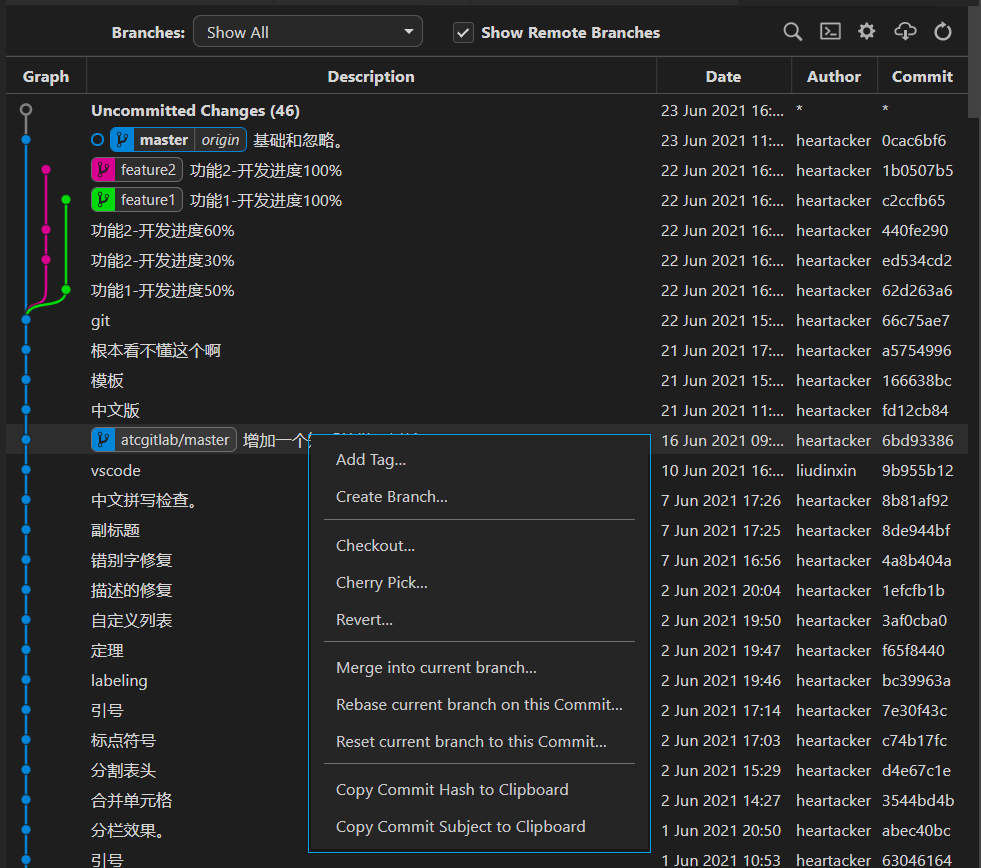 Branches: Show All Show Remote Branches
Graph Description Date Author Commit
Uncommitted Changes (46) 23 Jun 2021 16:... * *
master origin 基础和忽略。 23 Jun 2021 11:... heartacker 0cac6bf6
feature2 功能2-开发进度100% 22 Jun 2021 16:... heartacker 1b0507b5
feature1 功能1-开发进度100% 22 Jun 2021 16:... heartacker c2ccfb65
功能2-开发进度60% 22 Jun 2021 16:... heartacker 440fe290
功能2-开发进度30% 22 Jun 2021 16:... heartacker ed534cd2
功能1-开发进度50% 22 Jun 2021 16:... heartacker 62d263a6
git 22 Jun 2021 15:... heartacker 66c75ae7
根本看不懂这个啊 21 Jun 2021 17:... heartacker a5754996
模板 21 Jun 2021 15:... heartacker 166638bc
中文版 21 Jun 2021 11:... heartacker fd12cb84
atcgitlab/master 增加一个 16 Jun 2021 09:... heartacker 6bd93386
vscode 10 Jun 2021 16:... liudinxin 9b955b12
中文拼写检查。 7 Jun 2021 17:26 heartacker 8b81af92
副标题 7 Jun 2021 17:25 heartacker 8de944bf
错别字修复 7 Jun 2021 16:56 heartacker 4a8b404a
描述的修复 2 Jun 2021 20:04 heartacker 1efcfb1b
自定义列表 2 Jun 2021 19:50 heartacker 3af0cba0
定理 2 Jun 2021 19:47 heartacker f65f8440
labeling 2 Jun 2021 19:46 heartacker bc39963a
引号 2 Jun 2021 17:14 heartacker 7e30f43c
标点符号 2 Jun 2021 17:03 heartacker c74b17fc
分割表头 2 Jun 2021 15:29 heartacker d4e67c1e
合并单元格 2 Jun 2021 14:27 heartacker 3544bd4b
分栏效果。 1 Jun 2021 20:50 heartacker abec40bc
引号 1 Jun 2021 10:53 heartacker 63046164
Add Tag...
Create Branch...
Checkout...
Cherry Pick...
Revert...
Merge into current branch...
Rebase current branch on this Commit...
Reset current branch to this Commit...
Copy Commit Hash to Clipboard
Copy Commit Subject to Clipboard